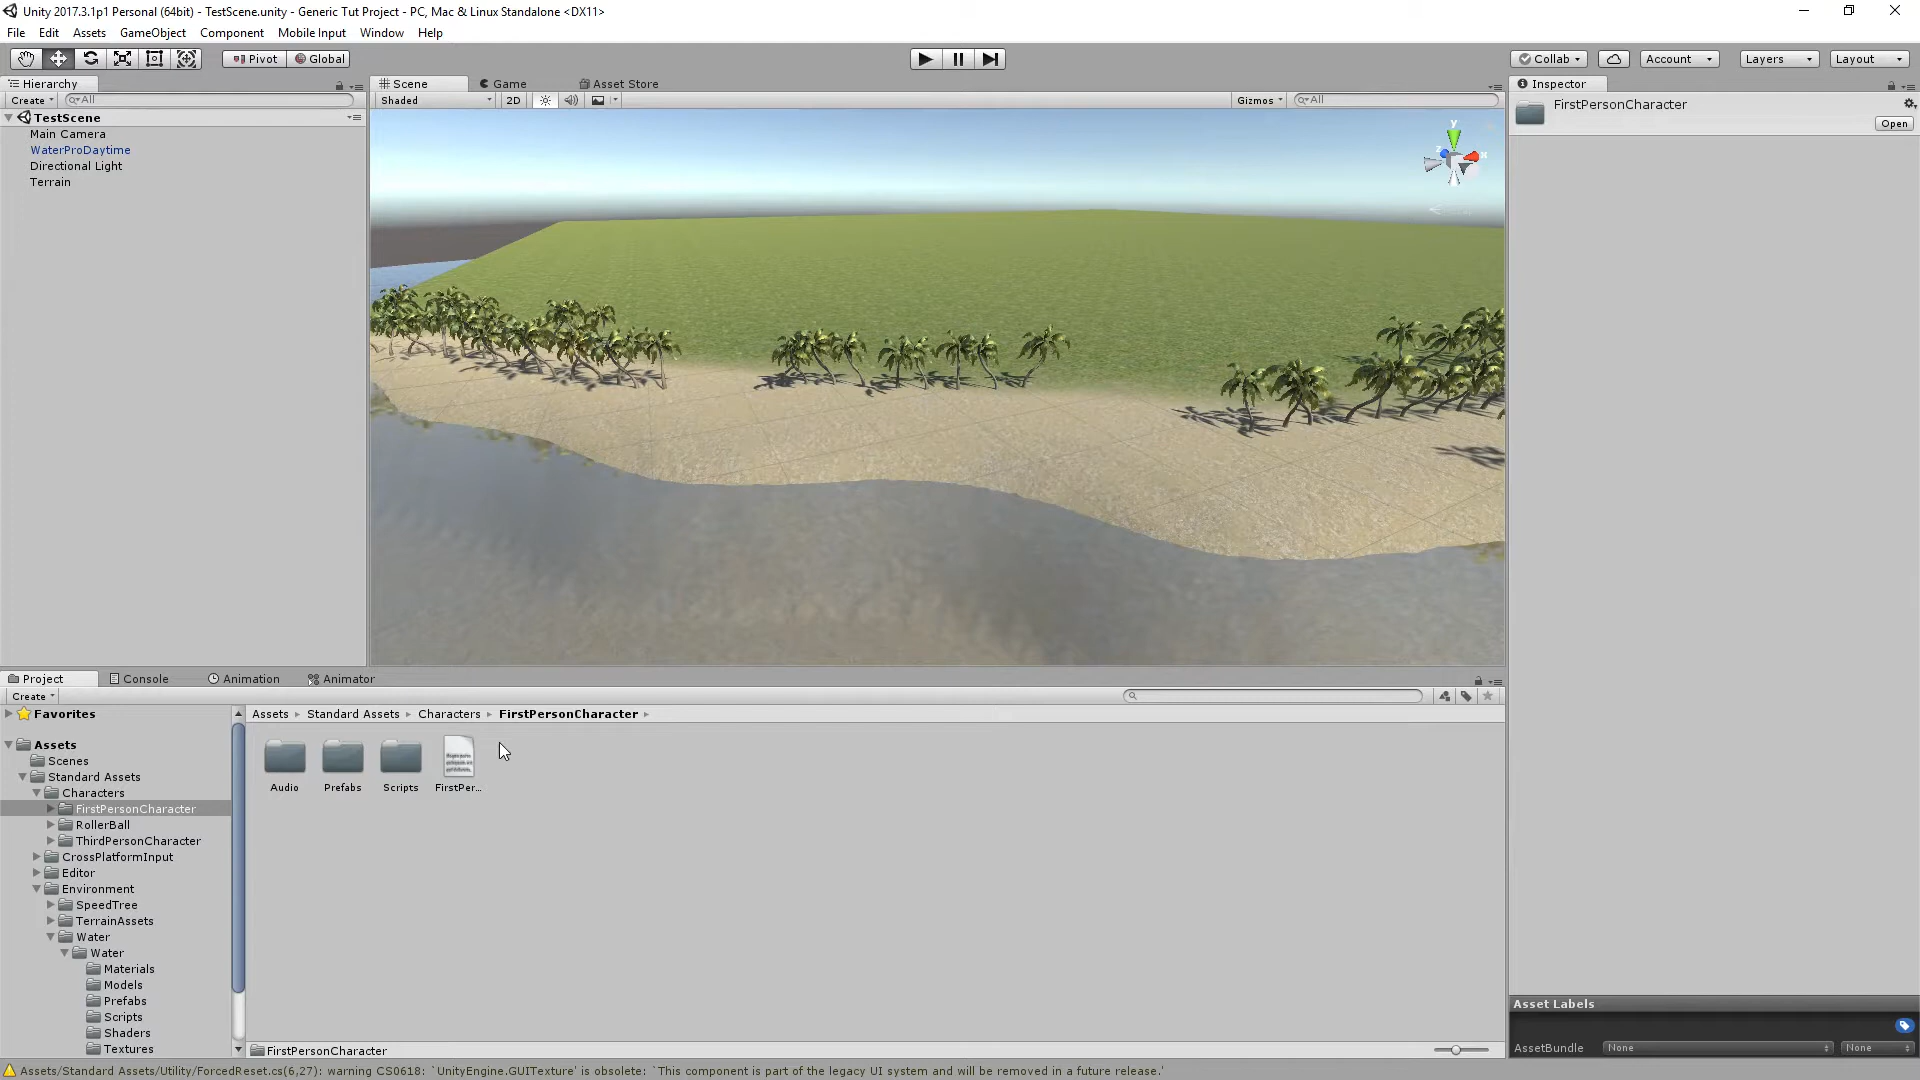 Unity 2017.3.1p1 Personal (64bit) - TestScene.unity - Generic Tut Project - PC, Mac & Linux Standalone <DX11>
File Edit Assets GameObject Component Mobile Input Window Help
Pivot Global Collab Account Layers Layout
Hierarchy Scene Game Asset Store Inspector
Create All Shaded 2D Gizmos All FirstPersonCharacter
Open
TestScene
Main Camera
WaterProDaytime
Directional Light
Terrain
y
z x
Project Console Animation Animator
Create
Favorites
Assets Standard Assets Characters FirstPersonCharacter
Assets
Scenes
Standard Assets
Characters
FirstPersonCharacter
RollerBall
ThirdPersonCharacter
CrossPlatformInput
Editor
Environment
SpeedTree
TerrainAssets
Water
Water
Materials
Models
Prefabs
Scripts
Shaders
Textures
Audio Prefabs Scripts FirstPer...
FirstPersonCharacter
Asset Labels
AssetBundle None None
Assets/Standard Assets/Utility/ForcedReset.cs(6,27): warning CS0618: `UnityEngine.GUITexture' is obsolete: `This component is part of the legacy UI system and will be removed in a future release.'